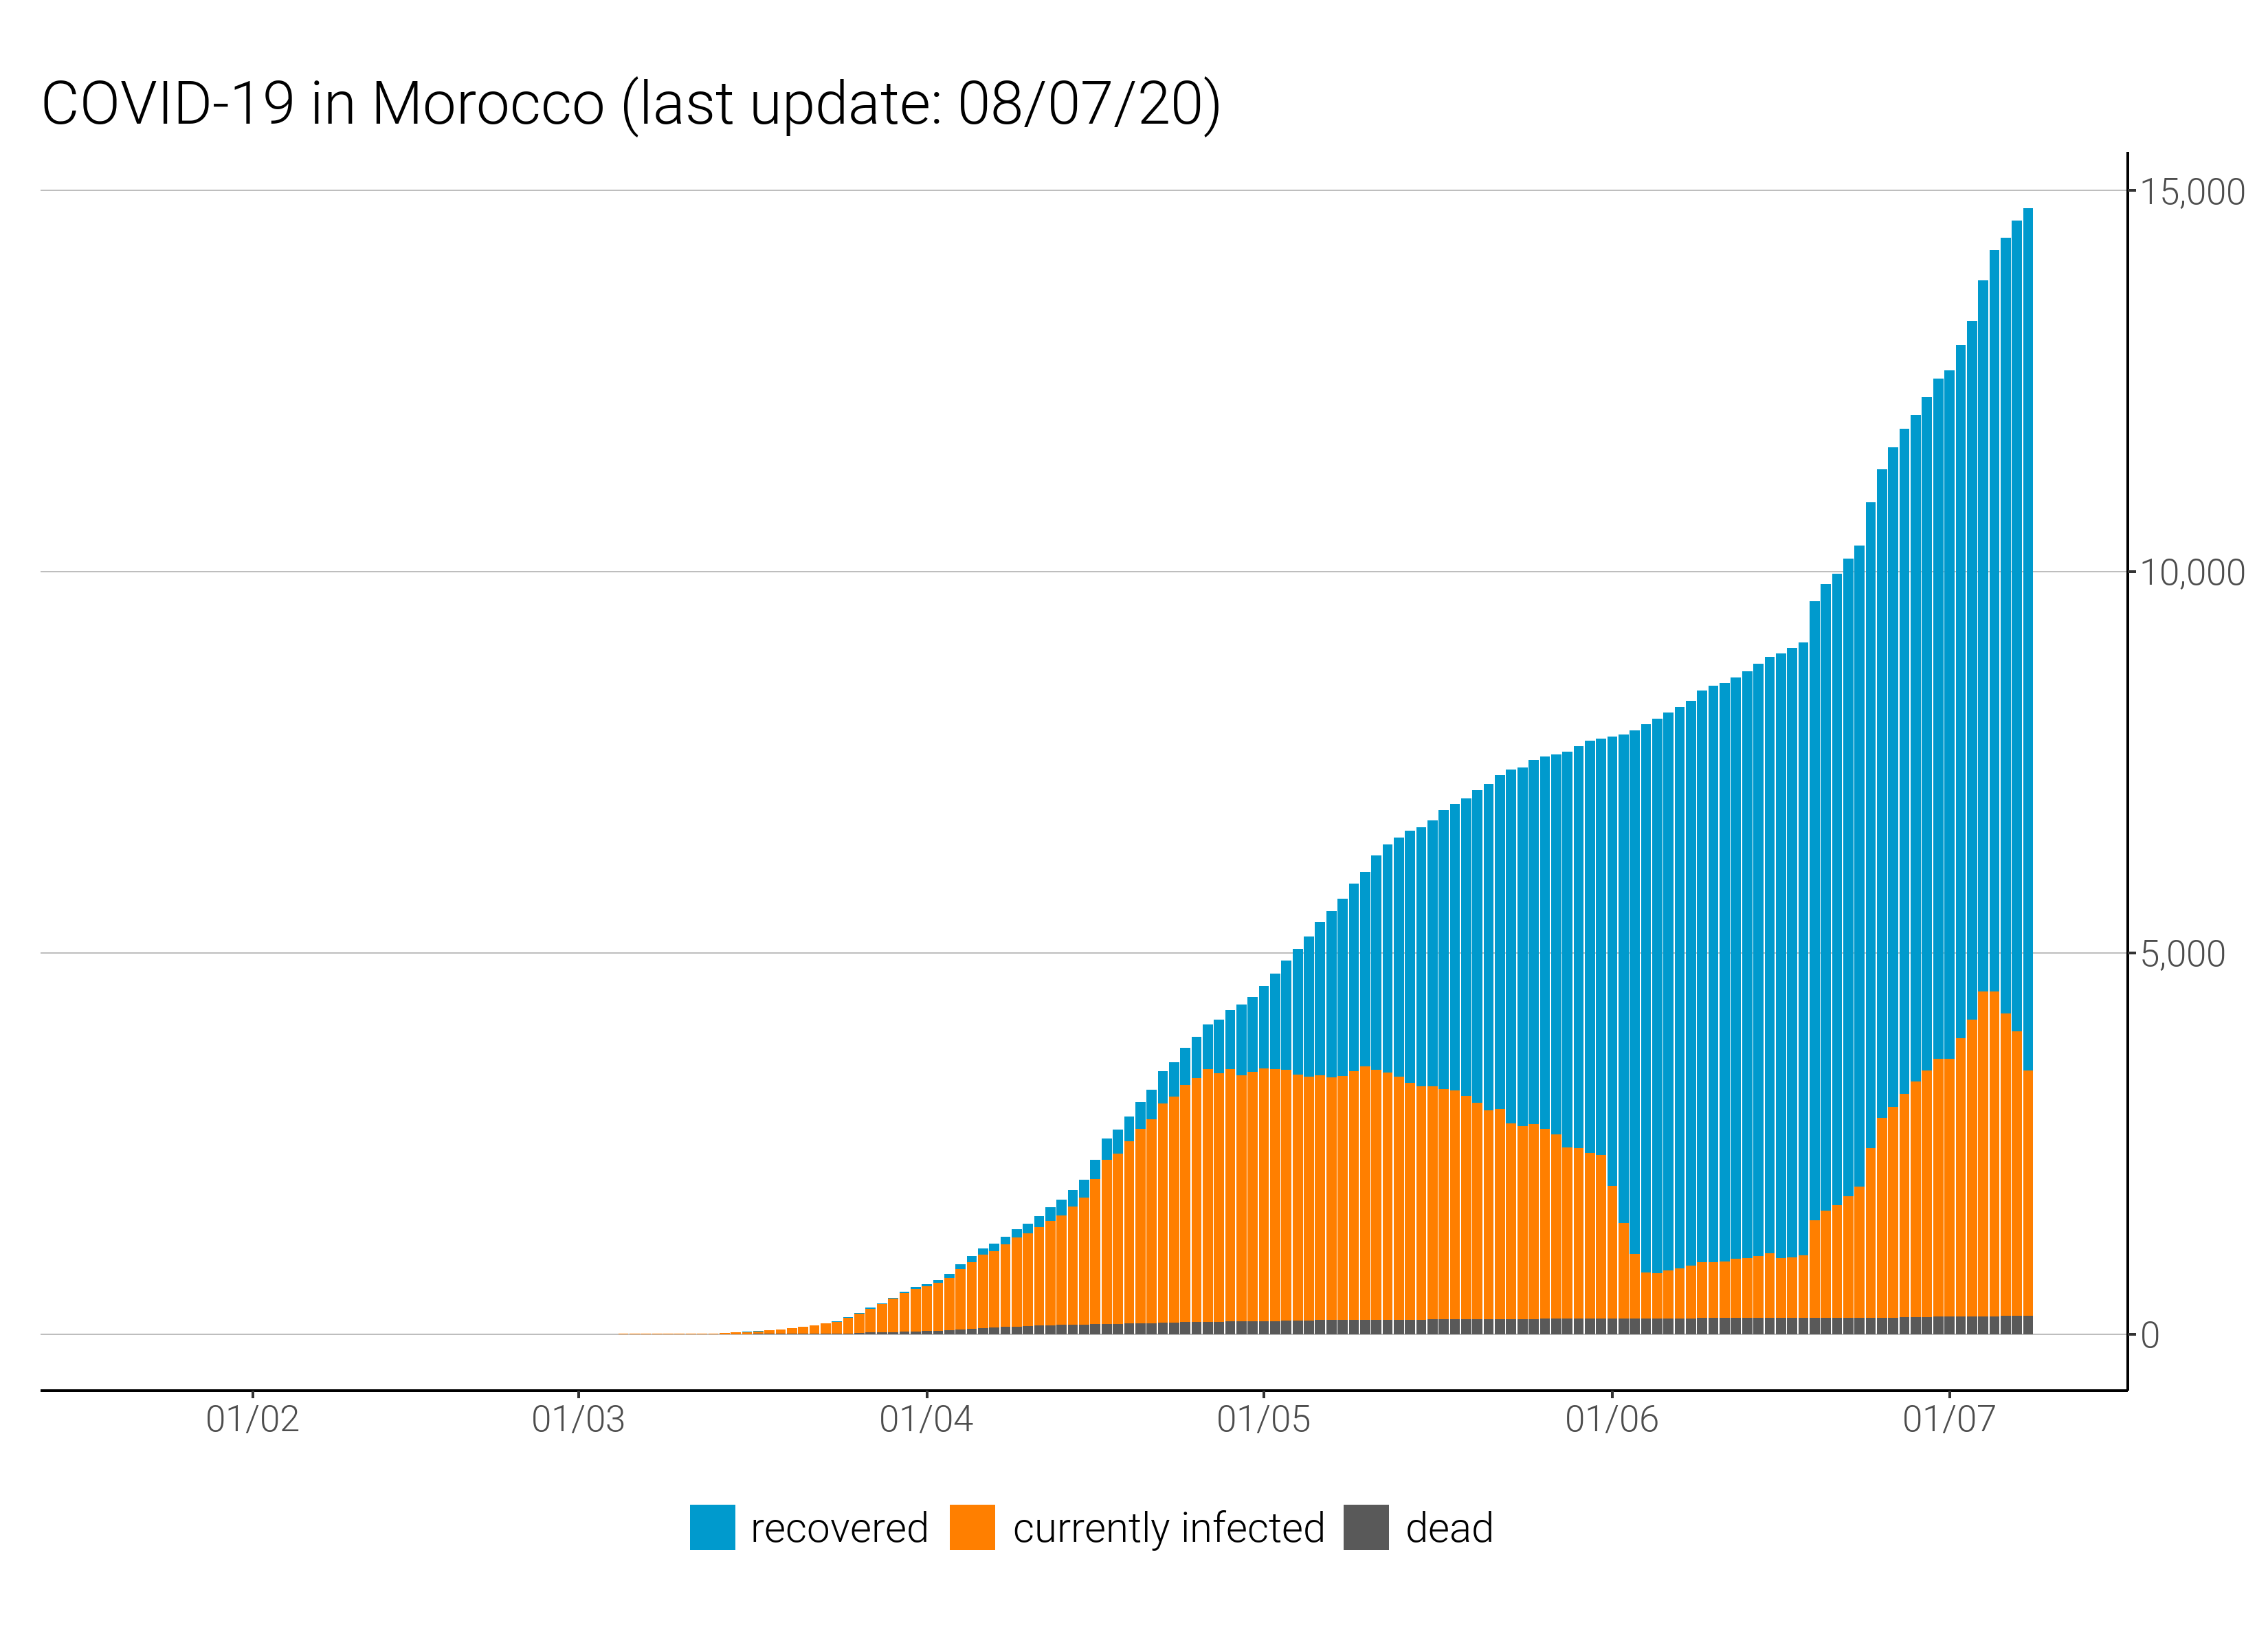 COVID-19 in Morocco (last update: 08/07/20)
15,000
10,000
5,000
0
01/02 01/03 01/04 01/05 01/06 01/07
recovered currently infected dead